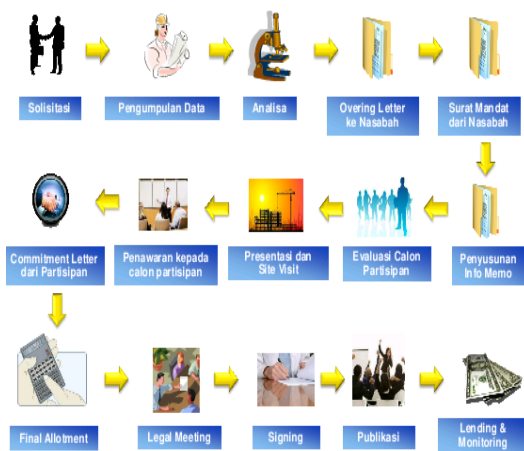 Solisitasi
Pengumpulan Data
Analisa
Overing Letter
ke Nasabah
Surat Mandat
dari Nasabah
Penyusunan
Info Memo
Evaluasi Calon
Partisipan
Presentasi dan
Site Visit
Penawaran kepada
calon partisipan
Commitment Letter
dari Partisipan
Final Allotment
Legal Meeting
Signing
Publikasi
Lending &
Monitoring